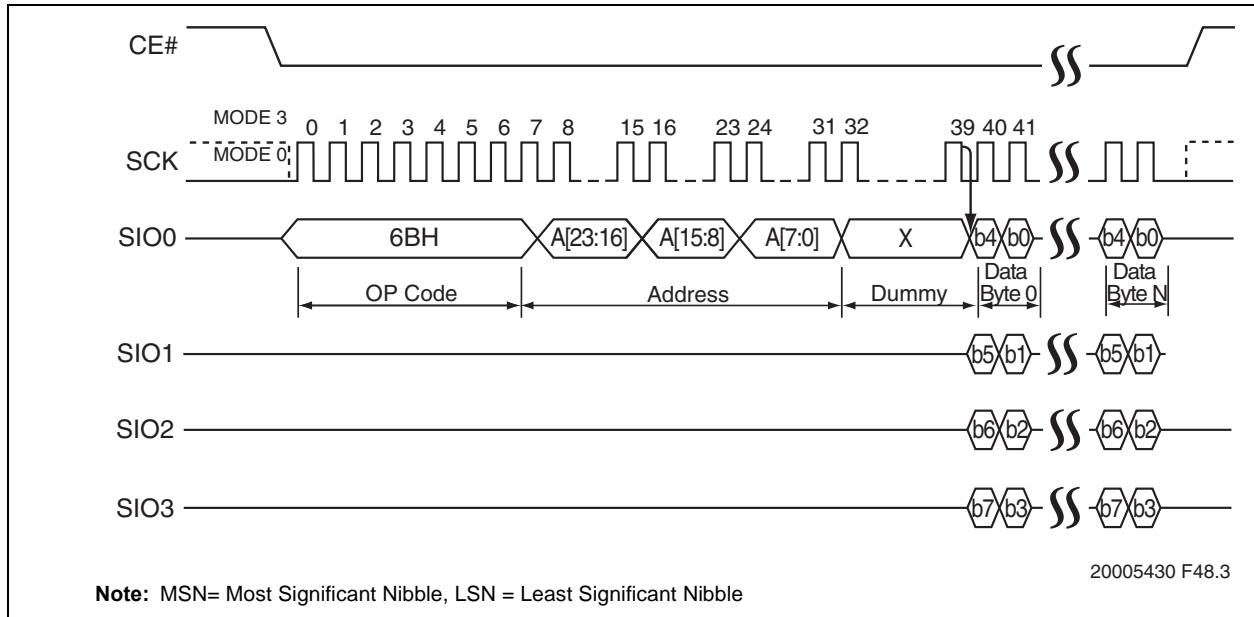 CE#
MODE 3
0 1 2 3 4 5 6 7 8 15 16 23 24 31 32 39 40 41
SCK MODE 0
SIO0 6BH A[23:16] A[15:8] A[7:0] X b4 b0 b4 b0
OP Code Address Dummy Data Byte 0 Data Byte N
SIO1 b5 b1 b5 b1
SIO2 b6 b2 b6 b2
SIO3 b7 b3 b7 b3
20005430 F48.3
Note: MSN= Most Significant Nibble, LSN = Least Significant Nibble